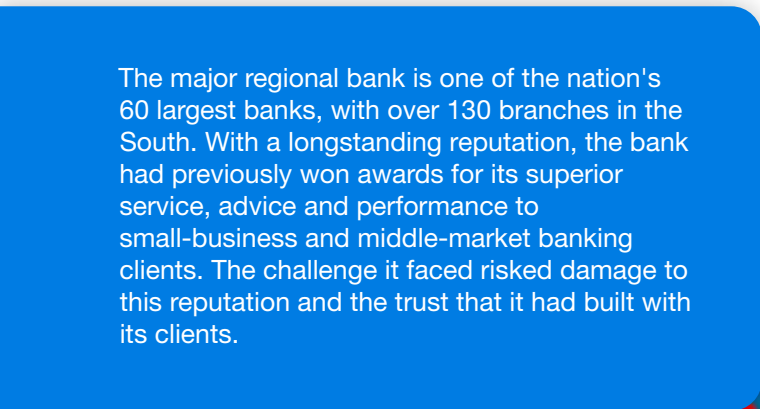 The major regional bank is one of the nation's
60 largest banks, with over 130 branches in the
South. With a longstanding reputation, the bank
had previously won awards for its superior
service, advice and performance to
small-business and middle-market banking
clients. The challenge it faced risked damage to
this reputation and the trust that it had built with
its clients.